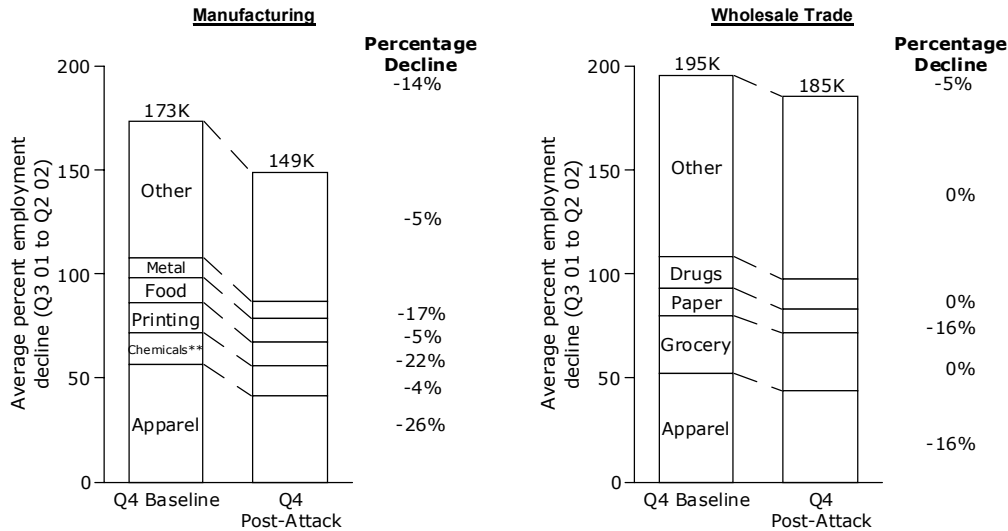 Manufacturing
Percentage
Decline
Average percent employment
decline (Q3 01 to Q2 02)
200
150
100
50
0
173K
149K
Other
Metal
Food
Printing
Chemicals**
Apparel
-14%
-5%
-17%
-5%
-22%
-4%
-26%
Q4 Baseline
Q4
Post-Attack
Wholesale Trade
Percentage
Decline
Average percent employment
decline (Q3 01 to Q2 02)
200
150
100
50
0
195K
185K
Other
Drugs
Paper
Grocery
Apparel
-5%
0%
0%
-16%
0%
-16%
Q4 Baseline
Q4
Post-Attack